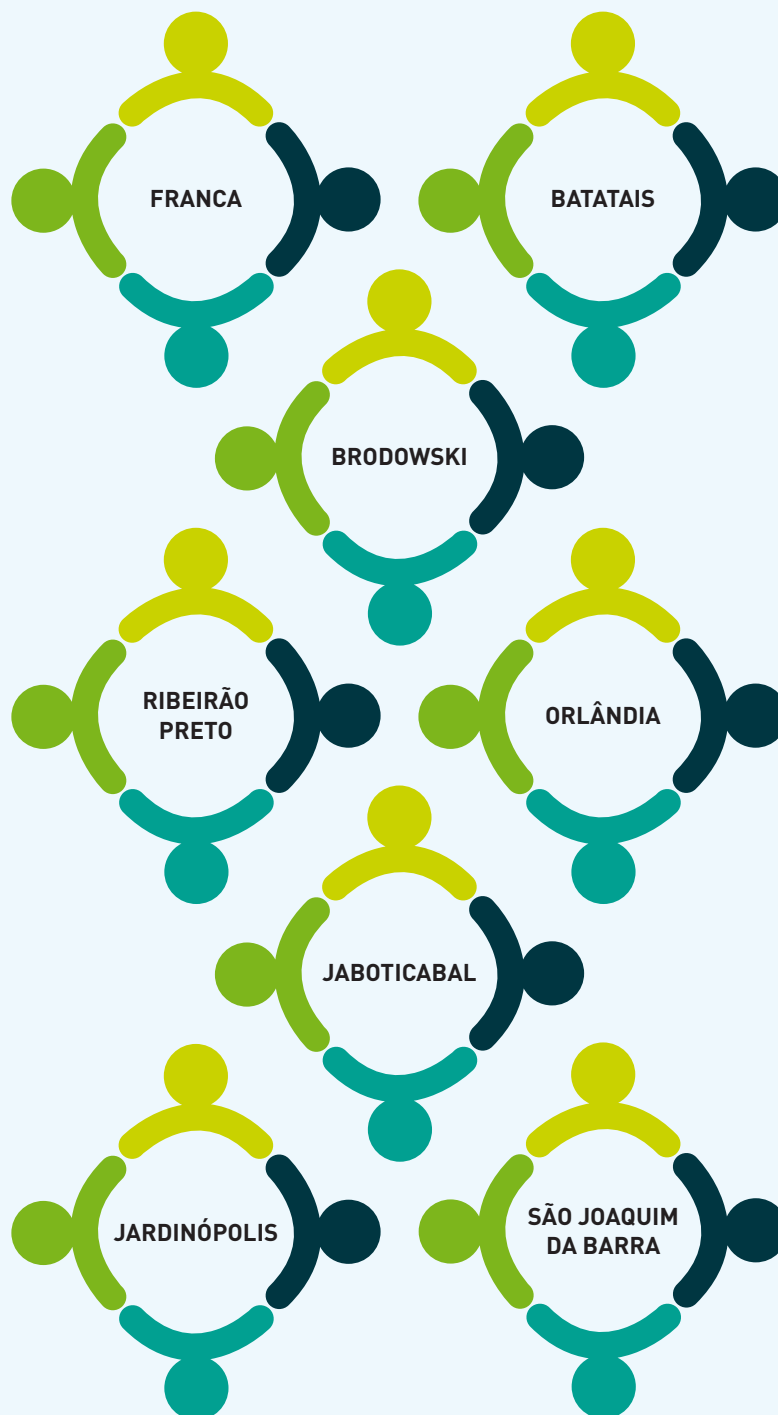 FRANCA
BATATAIS
BRODOWSKI
RIBEIRÃO
PRETO
ORLÂNDIA
JABOTICABAL
JARDINÓPOLIS
SÃO JOAQUIM
DA BARRA